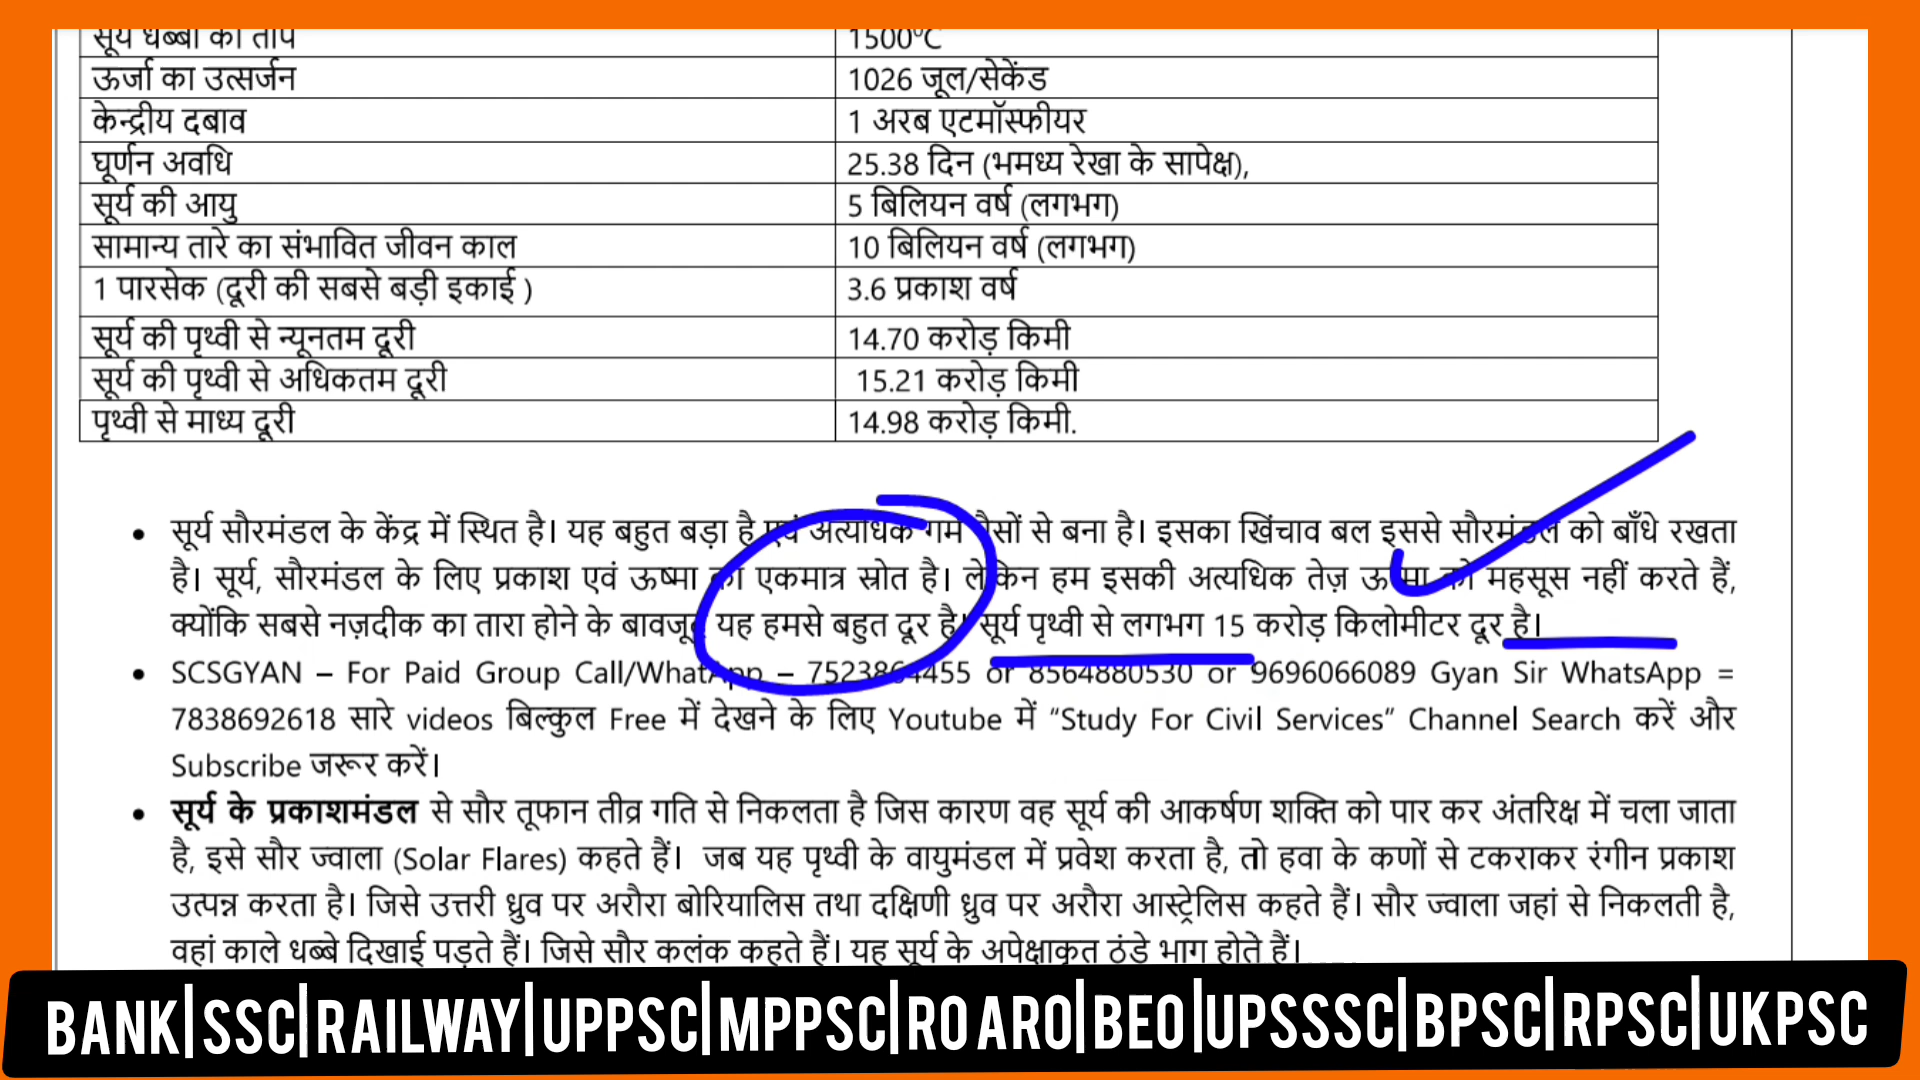 सूर्य धब्बों का ताप 1500⁰C
ऊर्जा का उत्सर्जन 1026 जूल/सेकेंड
केन्द्रीय दबाव 1 अरब एटमॉस्फीयर
घूर्णन अवधि 25.38 दिन (भमध्य रेखा के सापेक्ष),
सूर्य की आयु 5 बिलियन वर्ष (लगभग)
सामान्य तारे का संभावित जीवन काल 10 बिलियन वर्ष (लगभग)
1 पारसेक (दूरी की सबसे बड़ी इकाई ) 3.6 प्रकाश वर्ष
सूर्य की पृथ्वी से न्यूनतम दूरी 14.70 करोड़ किमी
सूर्य की पृथ्वी से अधिकतम दूरी 15.21 करोड़ किमी
पृथ्वी से माध्य दूरी 14.98 करोड़ किमी.
• सूर्य सौरमंडल के केंद्र में स्थित है। यह बहुत बड़ा है एवं अत्यधिक गर्म गैसों से बना है। इसका खिंचाव बल इससे सौरमंडल को बाँधे रखता
है। सूर्य, सौरमंडल के लिए प्रकाश एवं ऊष्मा का एकमात्र स्रोत है। लेकिन हम इसकी अत्यधिक तेज़ ऊष्मा को महसूस नहीं करते हैं,
क्योंकि सबसे नज़दीक का तारा होने के बावजूद यह हमसे बहुत दूर है। सूर्य पृथ्वी से लगभग 15 करोड़ किलोमीटर दूर है।
• SCSGYAN – For Paid Group Call/WhatApp – 7523864455 or 8564880530 or 9696066089 Gyan Sir WhatsApp =
7838692618 सारे videos बिल्कुल Free में देखने के लिए Youtube में “Study For Civil Services” Channel Search करें और
Subscribe जरूर करें।
• सूर्य के प्रकाशमंडल से सौर तूफान तीव्र गति से निकलता है जिस कारण वह सूर्य की आकर्षण शक्ति को पार कर अंतरिक्ष में चला जाता
है, इसे सौर ज्वाला (Solar Flares) कहते हैं। जब यह पृथ्वी के वायुमंडल में प्रवेश करता है, तो हवा के कणों से टकराकर रंगीन प्रकाश
उत्पन्न करता है। जिसे उत्तरी ध्रुव पर अरौरा बोरियालिस तथा दक्षिणी ध्रुव पर अरौरा आस्ट्रेलिस कहते हैं। सौर ज्वाला जहां से निकलती है,
वहां काले धब्बे दिखाई पड़ते हैं। जिसे सौर कलंक कहते हैं। यह सूर्य के अपेक्षाकृत ठंडे भाग होते हैं।
BANK|SSC|RAILWAY|UPPSC|MPPSC|RO ARO|BEO|UPSSSC|BPSC|RPSC|UKPSC